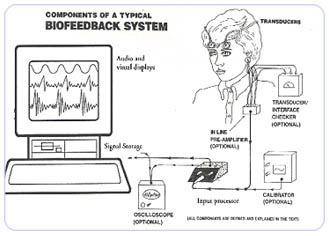 COMPONENTS OF A TYPICAL
BIOFEEDBACK SYSTEM
TRANSDUCERS
Audio and
visual displays
TRANSDUCER/
INTERFACE
CHECKER
(OPTIONAL)
IN LINE
PRE-AMPLIFIER
(OPTIONAL)
Signal Storage
Input processor
CALIBRATOR
(OPTIONAL)
OSCILLOSCOPE
(OPTIONAL)
(ALL COMPONENTS ARE DEFINED AND EXPLAINED IN THE TEXT)